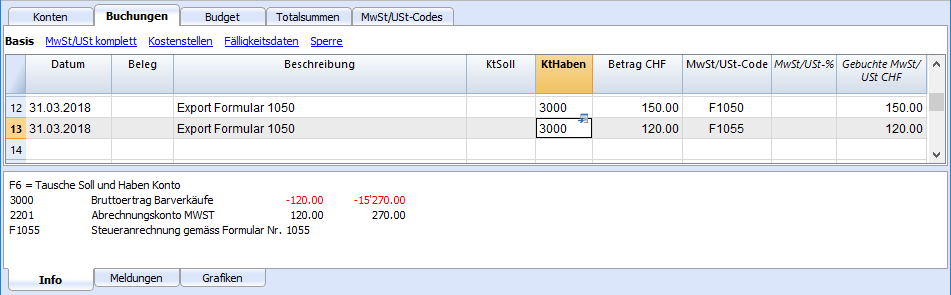 Konten Buchungen Budget Totalsummen MwSt/USt-Codes
Basis MwSt/USt komplett Kostenstellen Fälligkeitsdaten Sperre
Datum Beleg Beschreibung KtSoll KtHaben Betrag CHF MwSt/USt-Code MwSt/USt-% Gebuchte MwSt/
USt CHF
12 31.03.2018 Export Formular 1050 3000 150.00 F1050 150.00
13 31.03.2018 Export Formular 1050 3000 120.00 F1055 120.00
14
F6 = Tausche Soll und Haben Konto
3000 Bruttoertrag Barverkäufe -120.00 -15'270.00
2201 Abrechnungskonto MWST 120.00 270.00
F1055 Steueranrechnung gemäss Formular Nr. 1055
Info Meldungen Grafiken